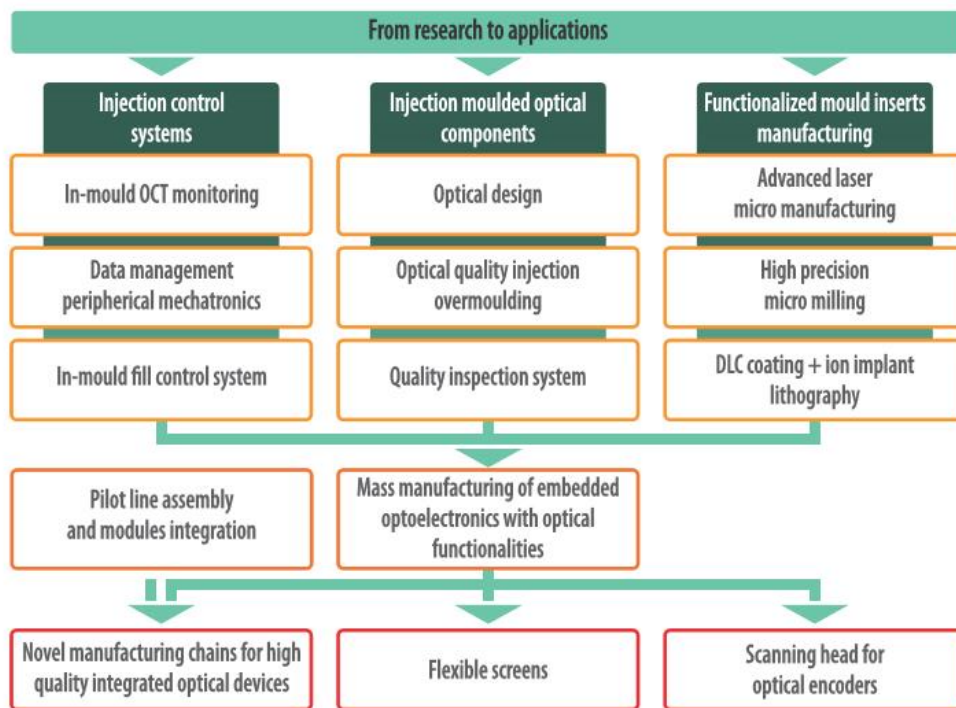 From research to applications
Injection control
systems
Injection moulded optical
components
Functionalized mould inserts
manufacturing
In-mould OCT monitoring
Optical design
Advanced laser
micro manufacturing
Data management
peripherical mechatronics
Optical quality injection
overmoulding
High precision
micro milling
In-mould fill control system
Quality inspection system
DLC coating + ion implant
lithography
Pilot line assembly
and modules integration
Mass manufacturing of embedded
optoelectronics with optical
functionalities
Novel manufacturing chains for high
quality integrated optical devices
Flexible screens
Scanning head for
optical encoders